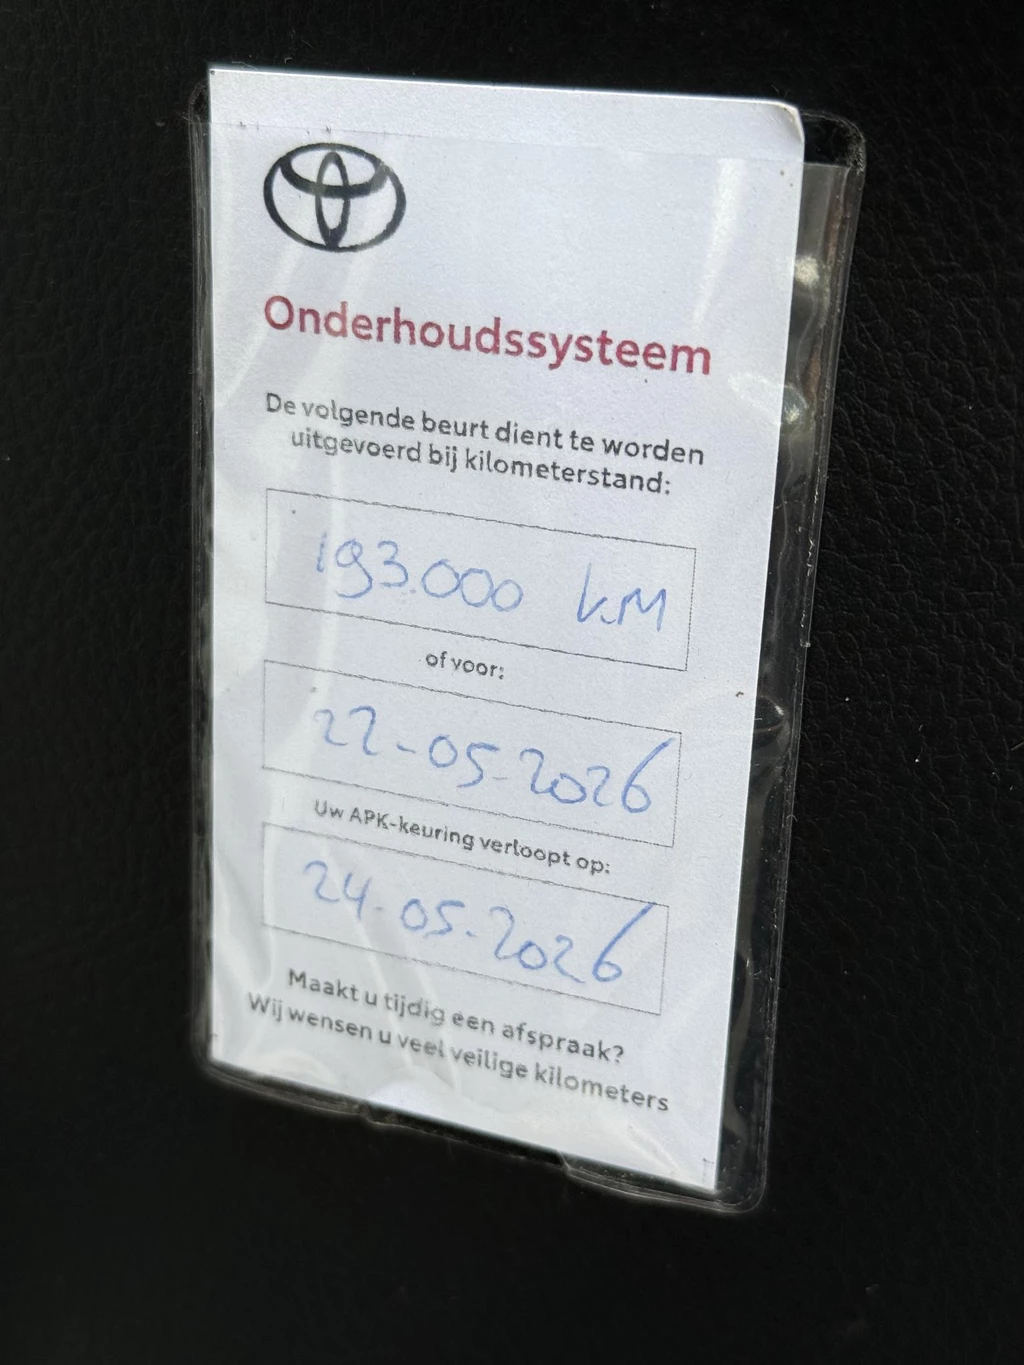 Onderhoudssysteem
De volgende beurt dient te worden
uitgevoerd bij kilometerstand:
193.000 KM
of voor:
22-05-2026
Uw APK-keuring verloopt op:
24-05-2026
Maakt u tijdig een afspraak?
Wij wensen u veel veilige kilometers